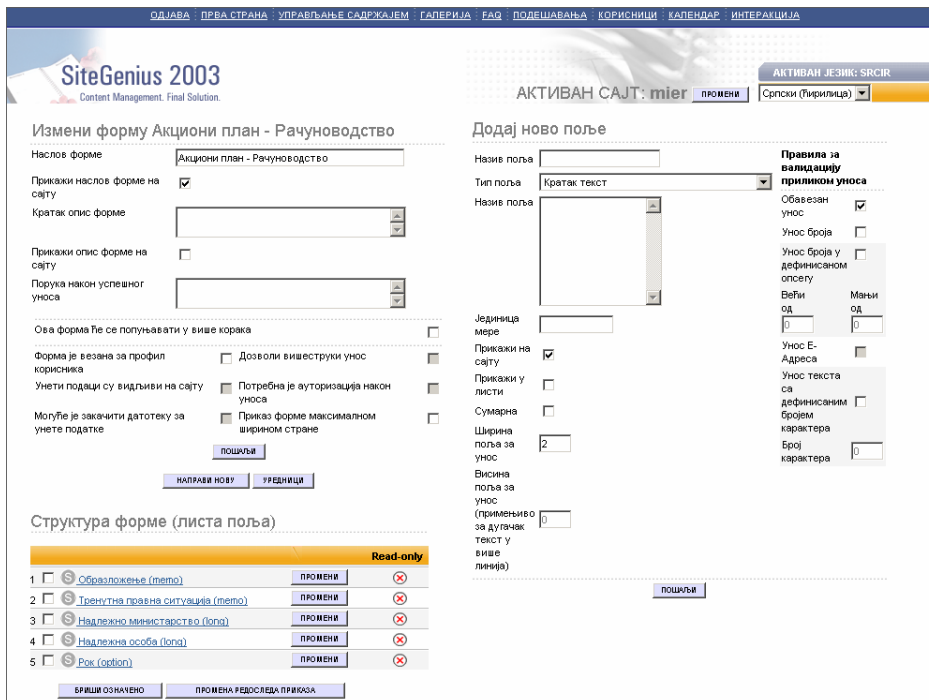 ОДЈАВА ПРВА СТРАНА УПРАВЉАЊЕ САДРЖАЈЕМ ГАЛЕРИЈА FAQ ПОДЕШАВАЊА КОРИСНИЦИ КАЛЕНДАР ИНТЕРАКЦИЈА
SiteGenius 2003
Content Management. Final Solution.
АКТИВАН САЈТ: mier ПРОМЕНИ
АКТИВАН ЈЕЗИК: SRCIR
Српски (Ћирилица)
Измени форму Акциони план - Рачуноводство
Наслов форме
Акциони план - Рачуноводство
Прикажи наслов форме на
сајту
Кратак опис форме
Прикажи опис форме на
сајту
Порука након успешног
уноса
Ова форма ће се попуњавати у више корака
Форма је везана за профил
корисника
Дозволи вишеструки унос
Унети подаци су видљиви на сајту
Потребна је ауторизација након
уноса
Могуће је закачити датотеку за
унете податке
Приказ форме максималном
ширином стране
ПОШАЉИ
НАПРАВИ НОВУ УРЕДНИЦИ
Структура форме (листа поља)
Read-only
1 S Образложење (memo) ПРОМЕНИ
2 S Тренутна правна ситуација (memo) ПРОМЕНИ
3 S Надлежно министарство (long) ПРОМЕНИ
4 S Надлежна особа (long) ПРОМЕНИ
5 S Рок (option) ПРОМЕНИ
БРИШИ ОЗНАЧЕНО ПРОМЕНА РЕДОСЛЕДА ПРИКАЗА
Додај ново поље
Назив поља
Тип поља Кратак текст
Назив поља
Јединица
мере
Прикажи на
сајту
Прикажи у
листи
Сумарна
Ширина
поља за
унос
2
Висина
поља за
унос
(примењиво
за дугачак
текст у
више
линија)
0
Правила за
валидацију
приликом уноса
Обавезан
унос
Унос броја
Унос броја у
дефинисаном
опсегу
Већи
од
0
Мањи
од
0
Унос Е-
Адреса
Унос текста
са
дефинисаним
бројем
карактера
Број
карактера
0
ПОШАЉИ